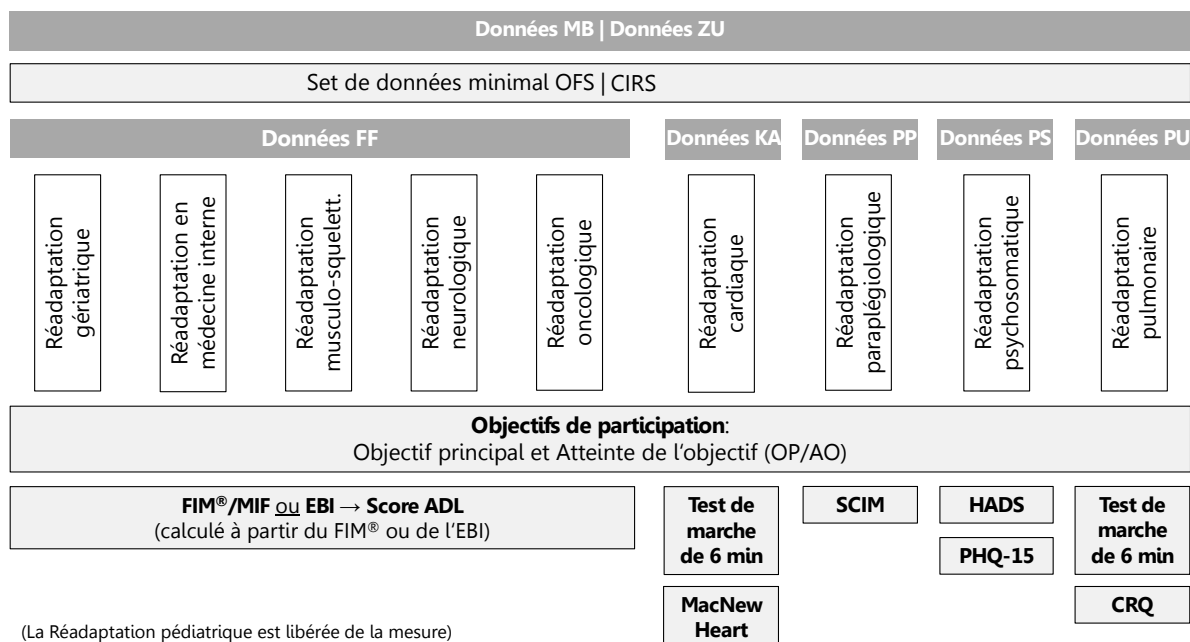 Données MB | Données ZU
Set de données minimal OFS | CIRS
Données FF
Données KA
Données PP
Données PS
Données PU
Réadaptation
gériatrique
Réadaptation en
médecine interne
Réadaptation
musculo-squelett.
Réadaptation
neurologique
Réadaptation
oncologique
Réadaptation
cardiaque
Réadaptation
paraplégiologique
Réadaptation
psychosomatique
Réadaptation
pulmonaire
Objectifs de participation:
Objectif principal et Atteinte de l‘objectif (OP/AO)
FIM®/MIF ou EBI → Score ADL
(calculé à partir du FIM® ou de l’EBI)
Test de
marche
de 6 min
MacNew
Heart
SCIM
HADS
PHQ-15
Test de
marche
de 6 min
CRQ
(La Réadaptation pédiatrique est libérée de la mesure)